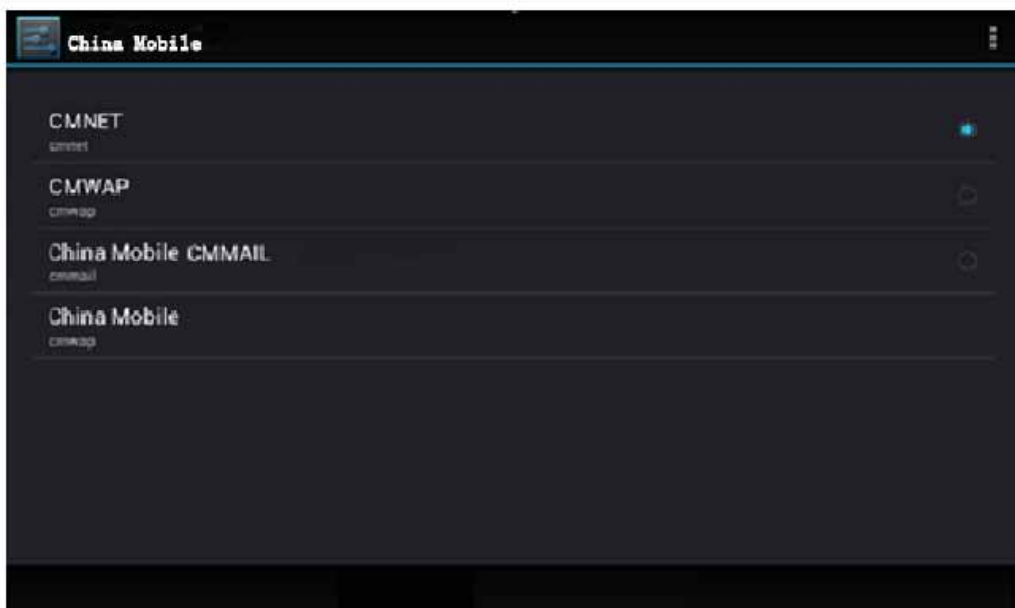 China Mobile
CMNET
cmnet
CMWAP
cmwap
China Mobile CMMAIL
cmmail
China Mobile
cmwap